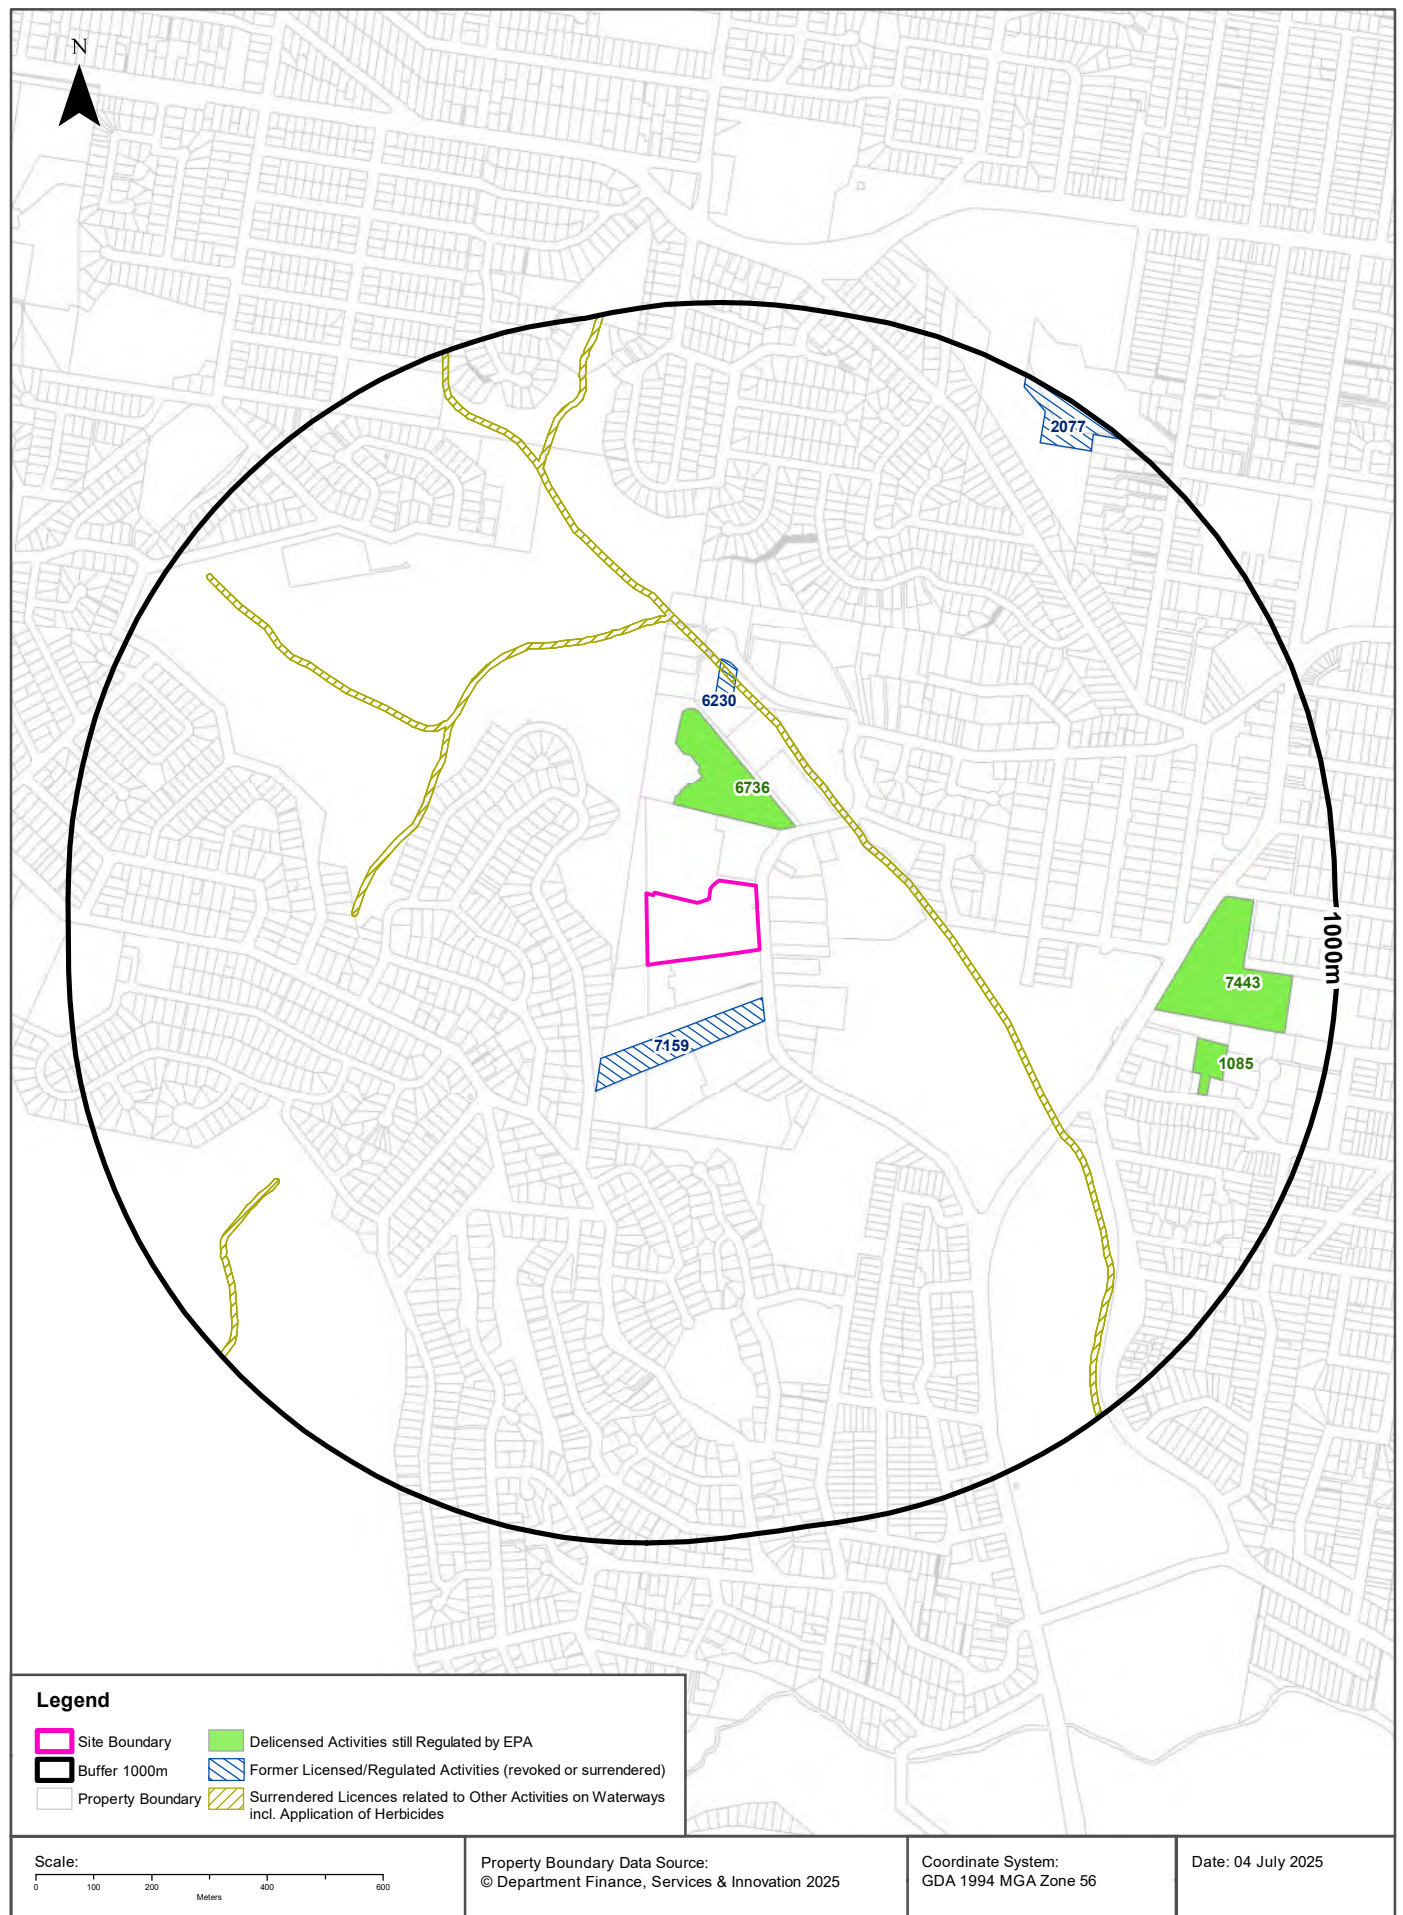 N
2077
6230
6736
1000m
7443
7159
1085
Legend
Site Boundary
Delicensed Activities still Regulated by EPA
Buffer 1000m
Former Licensed/Regulated Activities (revoked or surrendered)
Property Boundary
Surrendered Licences related to Other Activities on Waterways
incl. Application of Herbicides
Scale:
0 100 200 400 600
Meters
Property Boundary Data Source:
© Department Finance, Services & Innovation 2025
Coordinate System:
GDA 1994 MGA Zone 56
Date: 04 July 2025